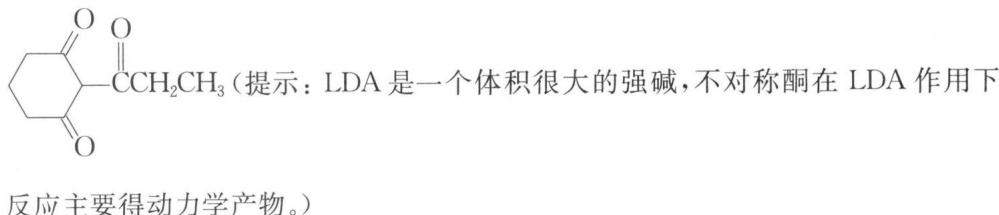 O O
O
CCH₂CH₃(提示：LDA 是一个体积很大的强碱,不对称酮在 LDA 作用下
O
反应主要得动力学产物。)